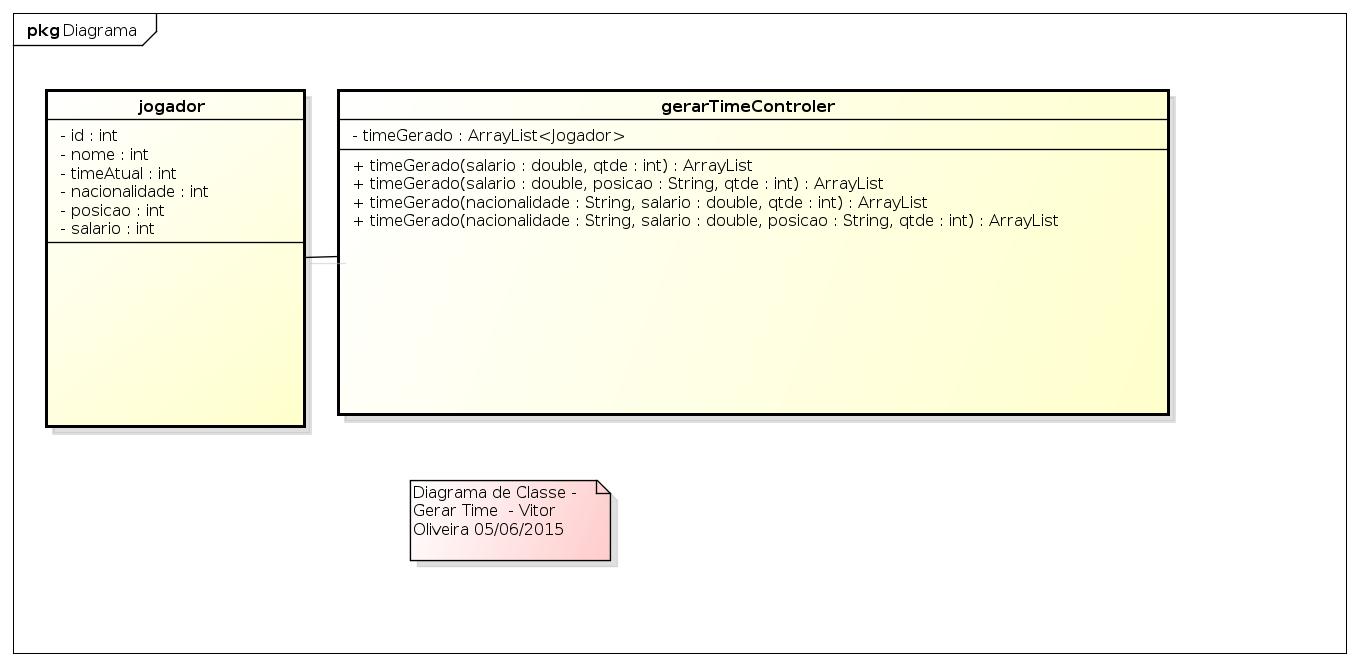 pkg Diagrama
jogador
- id : int
- nome : int
- timeAtual : int
- nacionalidade : int
- posicao : int
- salario : int
gerarTimeControler
- timeGerado : ArrayList<Jogador>
+ timeGerado(salario : double, qtde : int) : ArrayList
+ timeGerado(salario : double, posicao : String, qtde : int) : ArrayList
+ timeGerado(nacionalidade : String, salario : double, qtde : int) : ArrayList
+ timeGerado(nacionalidade : String, salario : double, posicao : String, qtde : int) : ArrayList
Diagrama de Classe -
Gerar Time  - Vitor
Oliveira 05/06/2015